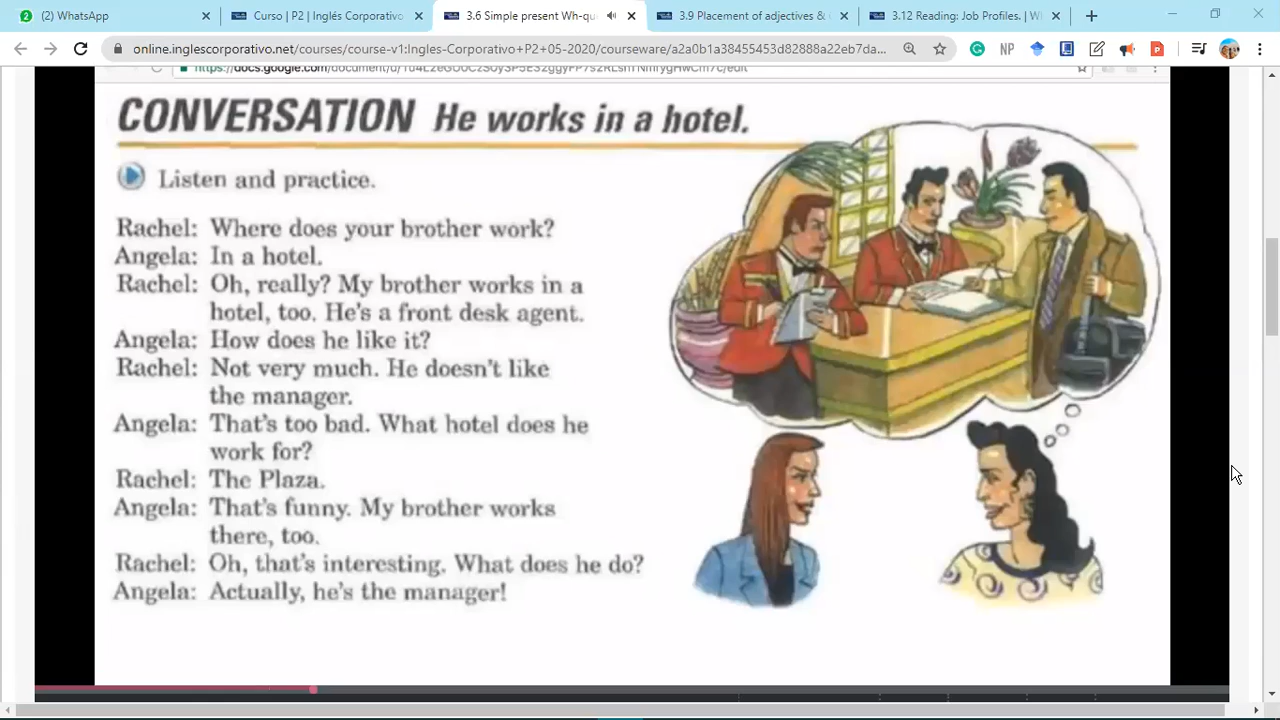 (2) WhatsApp
Curso | P2 | Inglés Corporativo
3.6 Simple present Wh-qu
3.9 Placement of adjectives &
3.12 Reading: Job Profiles. | W
online.inglescorporativo.net/courses/course-v1:Ingles-Corporativo+P2+05-2020/courseware/a2a0b1ab8455453d82888a22eb7da...
NP
CONVERSATION He works in a hotel.
Listen and practice.
Rachel: Where does your brother work?
Angela: In a hotel.
Rachel: Oh, really? My brother works in a
hotel, too. He's a front desk agent.
Angela: How does he like it?
Rachel: Not very much. He doesn't like
the manager.
Angela: That's too bad. What hotel does he
work for?
Rachel: The Plaza.
Angela: That's funny. My brother works
there, too.
Rachel: Oh, that's interesting. What does he do?
Angela: Actually, he's the manager!